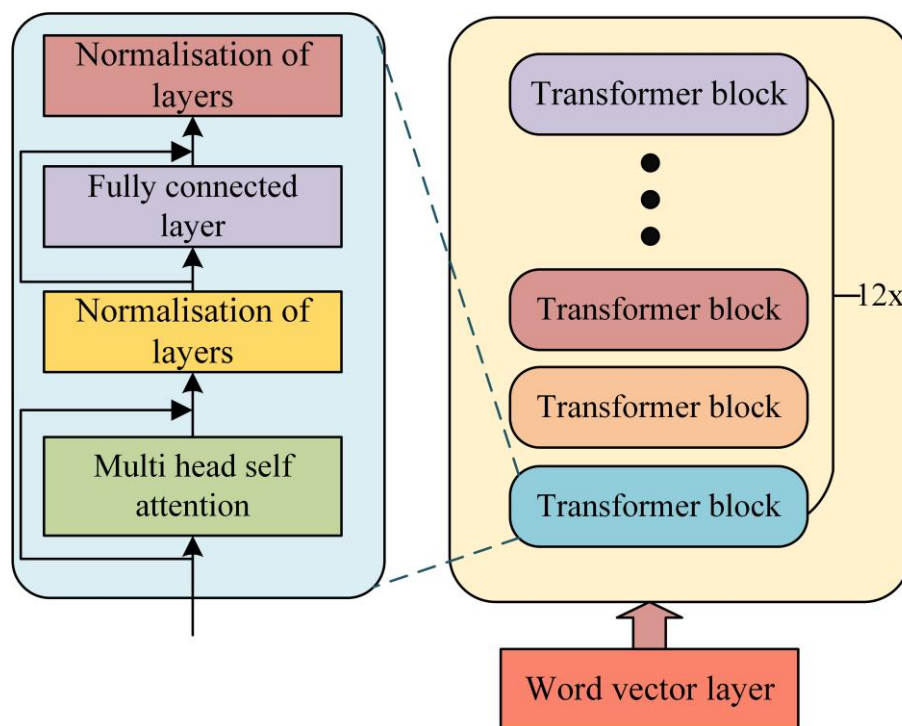 Normalisation of
layers
Fully connected
layer
Normalisation of
layers
Multi head self
attention
Transformer block
Transformer block
Transformer block
Transformer block
12x
Word vector layer